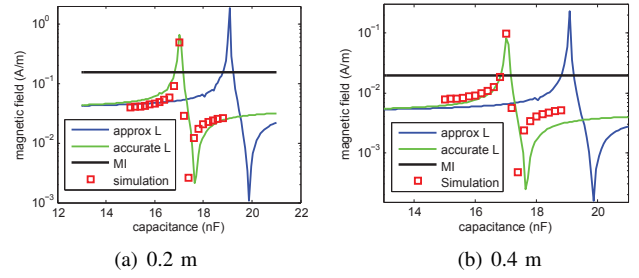 magnetic field (A/m)
10^0
10^-1
10^-2
10^-3
approx L
accurate L
MI
simulation
12 14 16 18 20 22
capacitance (nF)
(a) 0.2 m
magnetic field (A/m)
10^-1
10^-2
10^-3
approx L
accurate L
MI
Simulation
14 16 18 20
capacitance (nF)
(b) 0.4 m